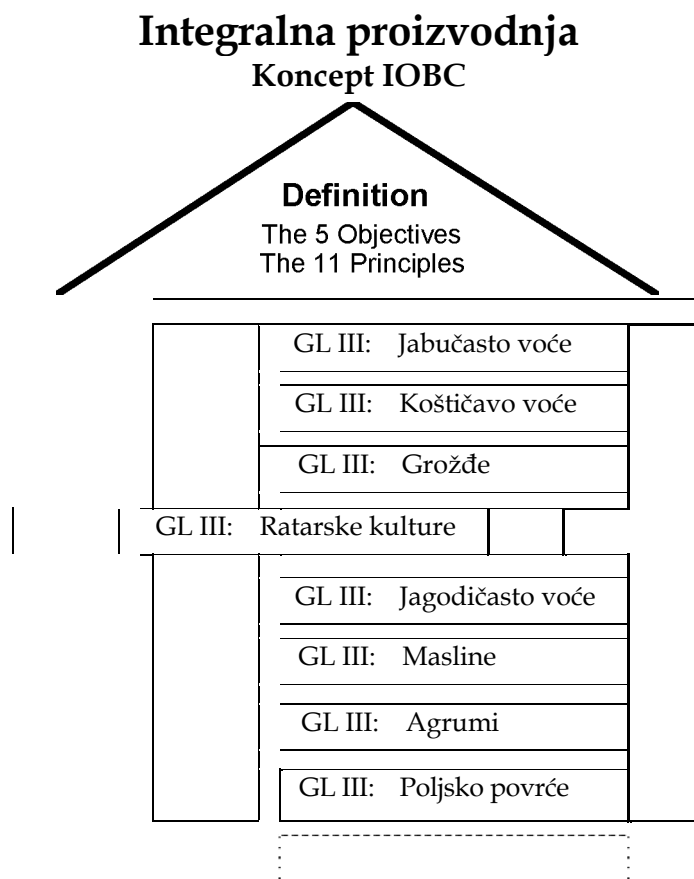 Integralna proizvodnja
Koncept IOBC
Definition
The 5 Objectives
The 11 Principles
GL III: Jabučasto voće
GL III: Koštičavo voće
GL III: Grožđe
GL III: Ratarske kulture
GL III: Jagodičasto voće
GL III: Masline
GL III: Agrumi
GL III: Poljsko povrće